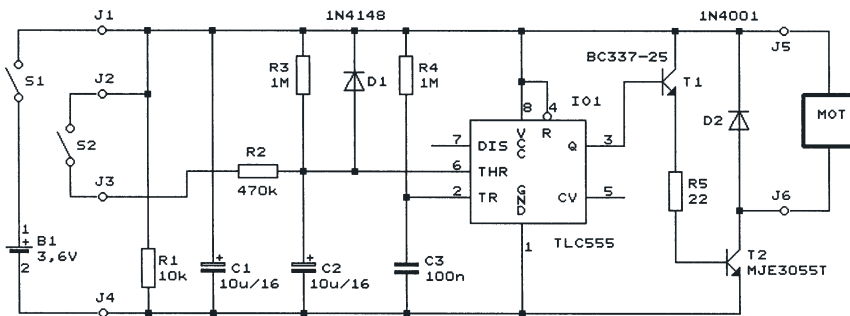 J1
1N4148
1N4001
J5
S1
J2
R3
1M
D1
R4
1M
BC337-25
T1
IO1
8
4
VCC
R
D2
MOT
S2
7
DIS
Q
3
R2
470k
6
THR
J3
2
TR
GND
CV
5
R5
22
J6
1
B1
3,6V
2
+
R1
10k
+
C1
10u/16
+
C2
10u/16
C3
100n
1
TLC555
T2
MJE3055T
J4